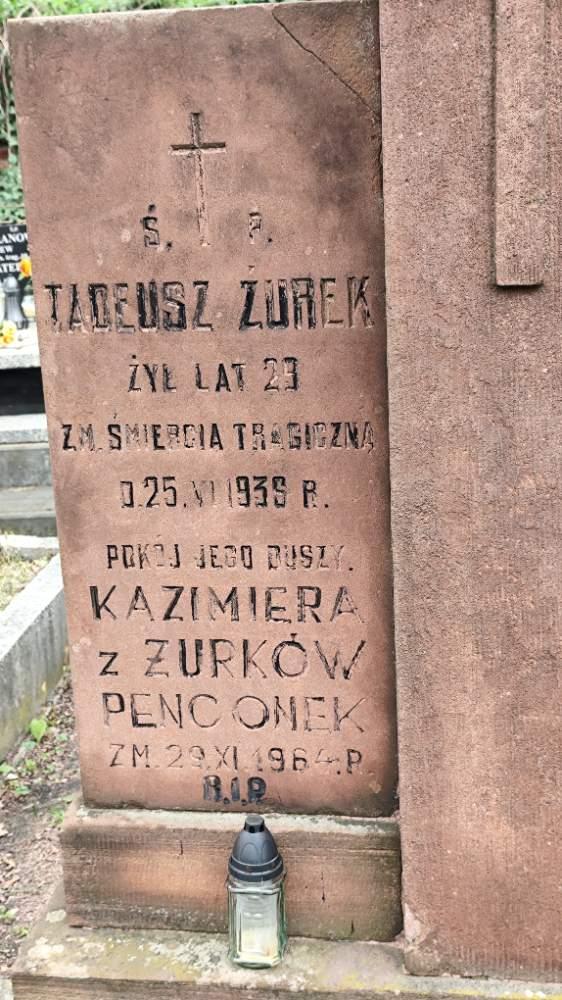 Ś. P.
TADEUSZ ŻUREK
ŻYŁ LAT 29
ZM. ŚMIERCIĄ TRAGICZNĄ
D. 25. VI 1936 R.
POKÓJ JEGO DUSZY.
KAZIMIERA
z ŻURKÓW
PENCONEK
ZM. 29.XI.1964.R
R.I.P